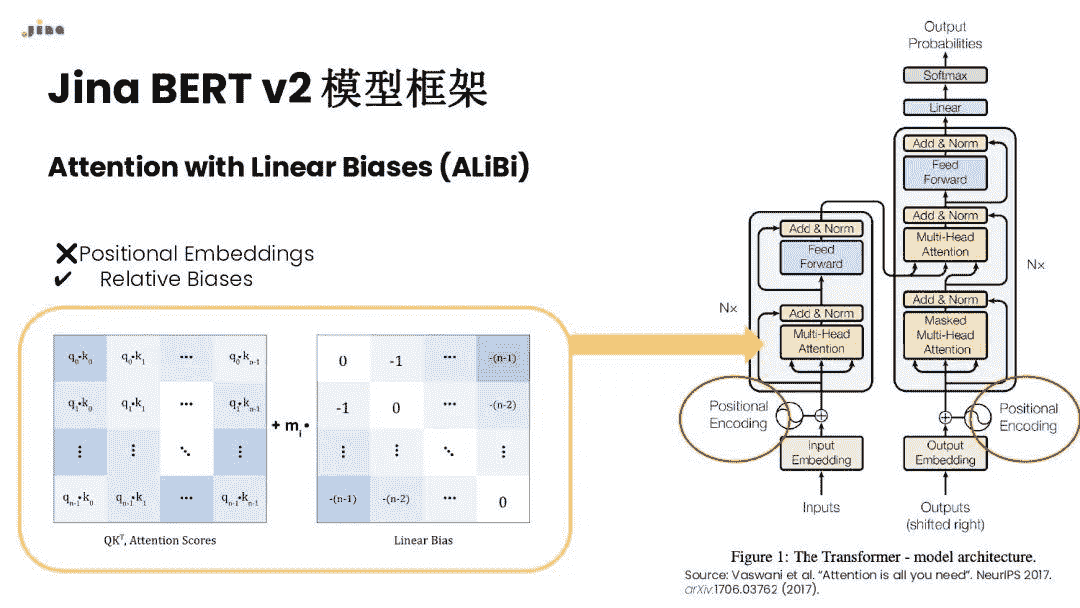 Jina
Jina BERT v2 模型框架
Attention with Linear Biases (ALiBi)
❌Positional Embeddings
✔ Relative Biases
q₀•k₀ q₀•k₁ ••• q₀•kₙ₋₁
q₁•k₀ q₁•k₁ ••• q₁•kₙ₋₁
⋮ ⋮ ⋱ ⋮
qₙ₋₁•k₀ qₙ₋₁•k₁ ••• qₙ₋₁•kₙ₋₁
QKᵀ, Attention Scores
+ mᵢ•
0 -1 ••• -(n-1)
-1 0 ••• -(n-2)
⋮ ⋮ ⋱ ⋮
-(n-1) -(n-2) ••• 0
Linear Bias
Output
Probabilities
Softmax
Linear
Add & Norm
Feed
Forward
Add & Norm
Multi-Head
Attention
Nx
Add & Norm
Masked
Multi-Head
Attention
Add & Norm
Feed
Forward
Nx
Add & Norm
Multi-Head
Attention
Positional
Encoding
Positional
Encoding
Input
Embedding
Output
Embedding
Inputs
Outputs
(shifted right)
Figure 1: The Transformer - model architecture.
Source: Vaswani et al. “Attention is all you need”. NeurIPS 2017.
arXiv:1706.03762 (2017).